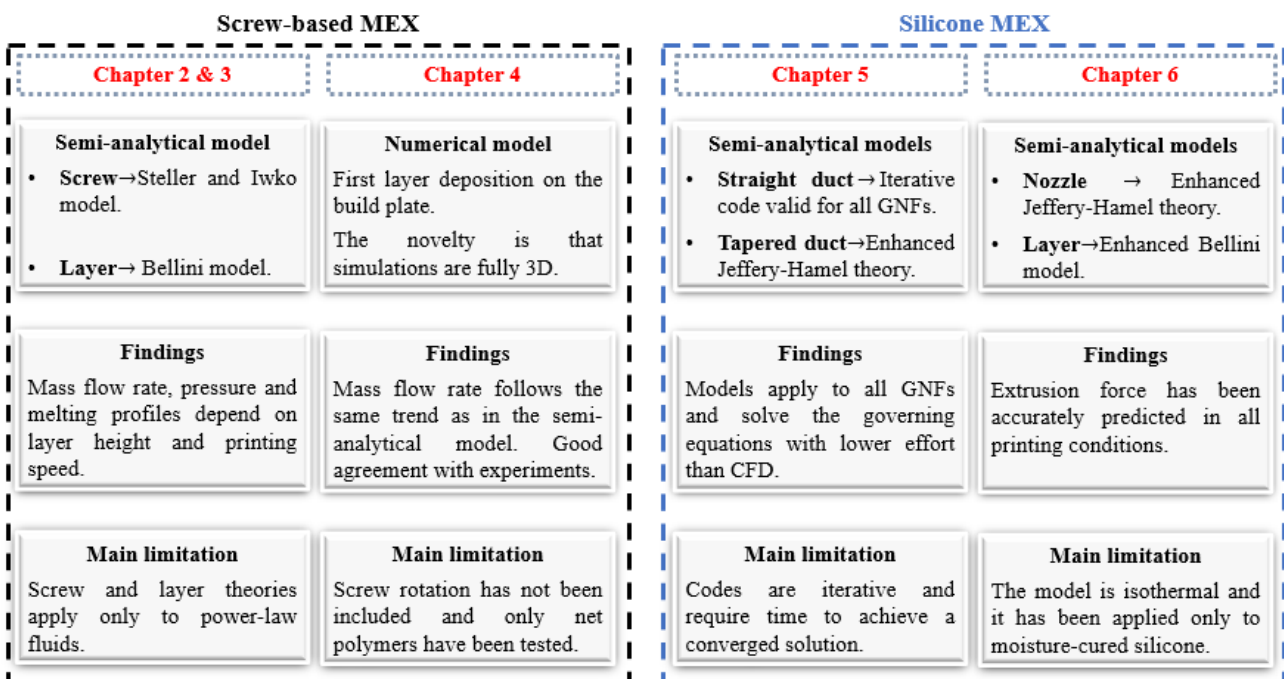 Screw-based MEX
Chapter 2 & 3
Semi-analytical model
• Screw→Steller and Iwko
model.
• Layer→ Bellini model.
Findings
Mass flow rate, pressure and
melting profiles depend on
layer height and printing
speed.
Main limitation
Screw and layer theories
apply only to power-law
fluids.
Chapter 4
Numerical model
First layer deposition on the
build plate.
The novelty is that
simulations are fully 3D.
Findings
Mass flow rate follows the
same trend as in the semi-
analytical model. Good
agreement with experiments.
Main limitation
Screw rotation has not been
included and only net
polymers have been tested.
Silicone MEX
Chapter 5
Semi-analytical models
• Straight duct→Iterative
code valid for all GNFs.
• Tapered duct→Enhanced
Jeffery-Hamel theory.
Findings
Models apply to all GNFs
and solve the governing
equations with lower effort
than CFD.
Main limitation
Codes are iterative and
require time to achieve a
converged solution.
Chapter 6
Semi-analytical models
• Nozzle → Enhanced
Jeffery-Hamel theory.
• Layer→Enhanced Bellini
model.
Findings
Extrusion force has been
accurately predicted in all
printing conditions.
Main limitation
The model is isothermal and
it has been applied only to
moisture-cured silicone.